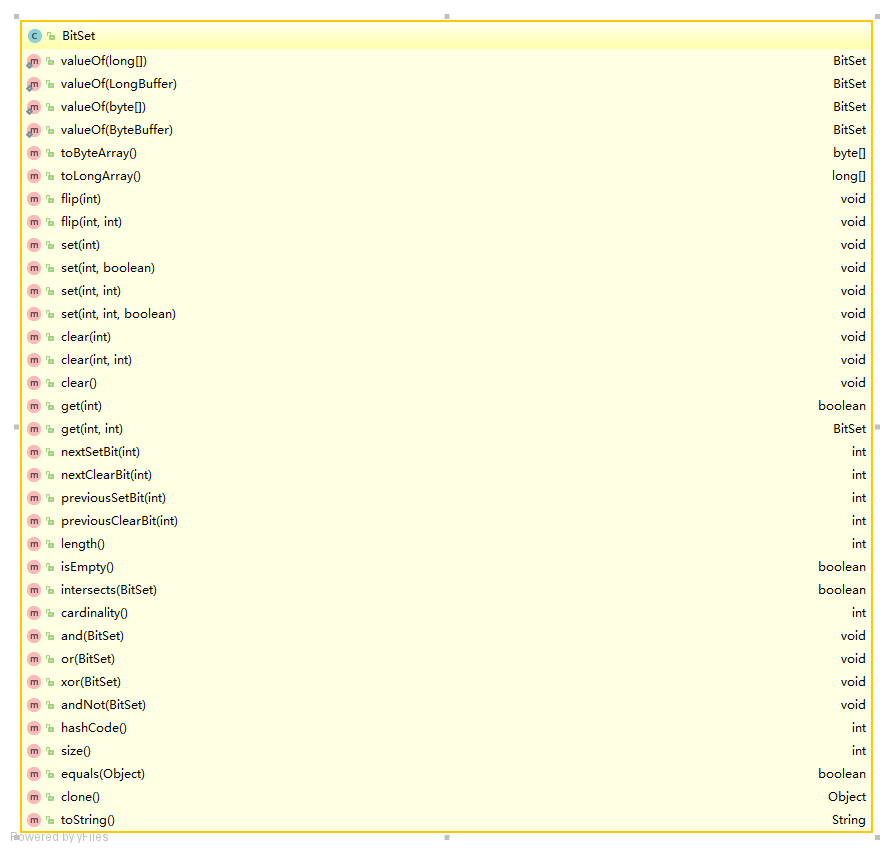 BitSet
valueOf(long[]) BitSet
valueOf(LongBuffer) BitSet
valueOf(byte[]) BitSet
valueOf(ByteBuffer) BitSet
toByteArray() byte[]
toLongArray() long[]
flip(int) void
flip(int, int) void
set(int) void
set(int, boolean) void
set(int, int) void
set(int, int, boolean) void
clear(int) void
clear(int, int) void
clear() void
get(int) boolean
get(int, int) BitSet
nextSetBit(int) int
nextClearBit(int) int
previousSetBit(int) int
previousClearBit(int) int
length() int
isEmpty() boolean
intersects(BitSet) boolean
cardinality() int
and(BitSet) void
or(BitSet) void
xor(BitSet) void
andNot(BitSet) void
hashCode() int
size() int
equals(Object) boolean
clone() Object
toString() String
Powered by yFiles